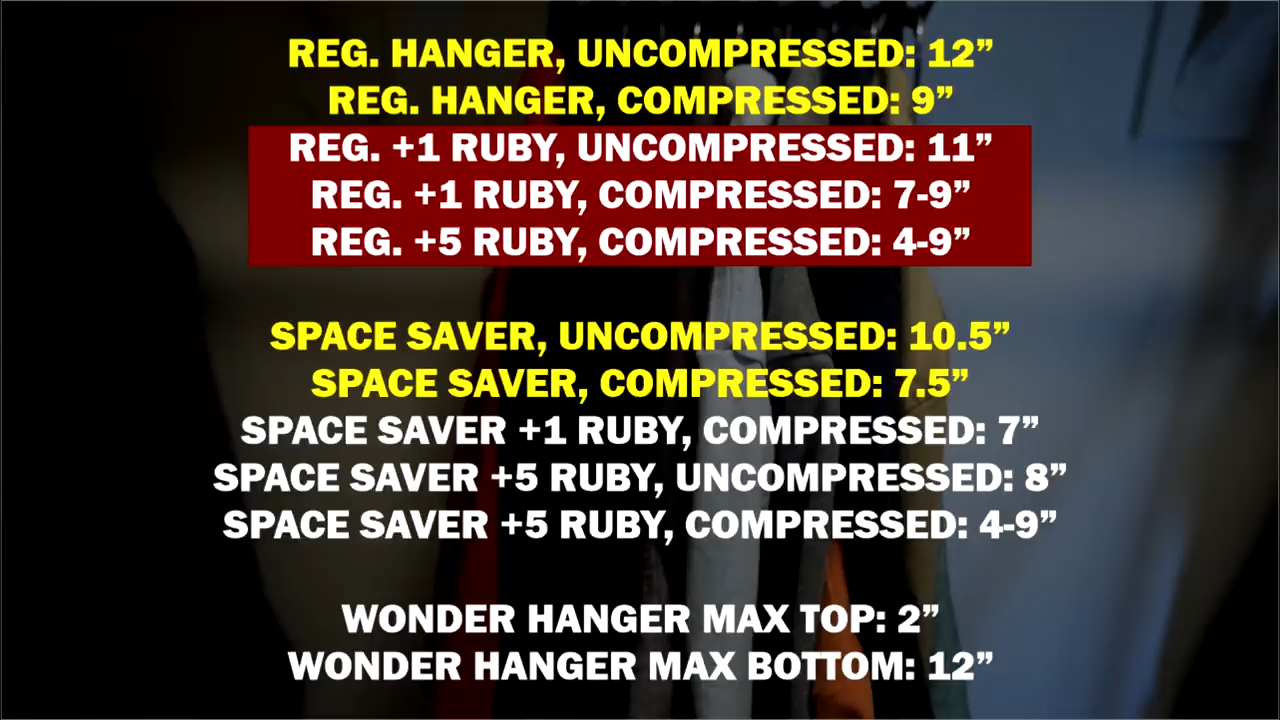 REG. HANGER, UNCOMPRESSED: 12”
REG. HANGER, COMPRESSED: 9”
REG. +1 RUBY, UNCOMPRESSED: 11”
REG. +1 RUBY, COMPRESSED: 7-9”
REG. +5 RUBY, COMPRESSED: 4-9”
SPACE SAVER, UNCOMPRESSED: 10.5”
SPACE SAVER, COMPRESSED: 7.5”
SPACE SAVER +1 RUBY, COMPRESSED: 7”
SPACE SAVER +5 RUBY, UNCOMPRESSED: 8”
SPACE SAVER +5 RUBY, COMPRESSED: 4-9”
WONDER HANGER MAX TOP: 2”
WONDER HANGER MAX BOTTOM: 12”